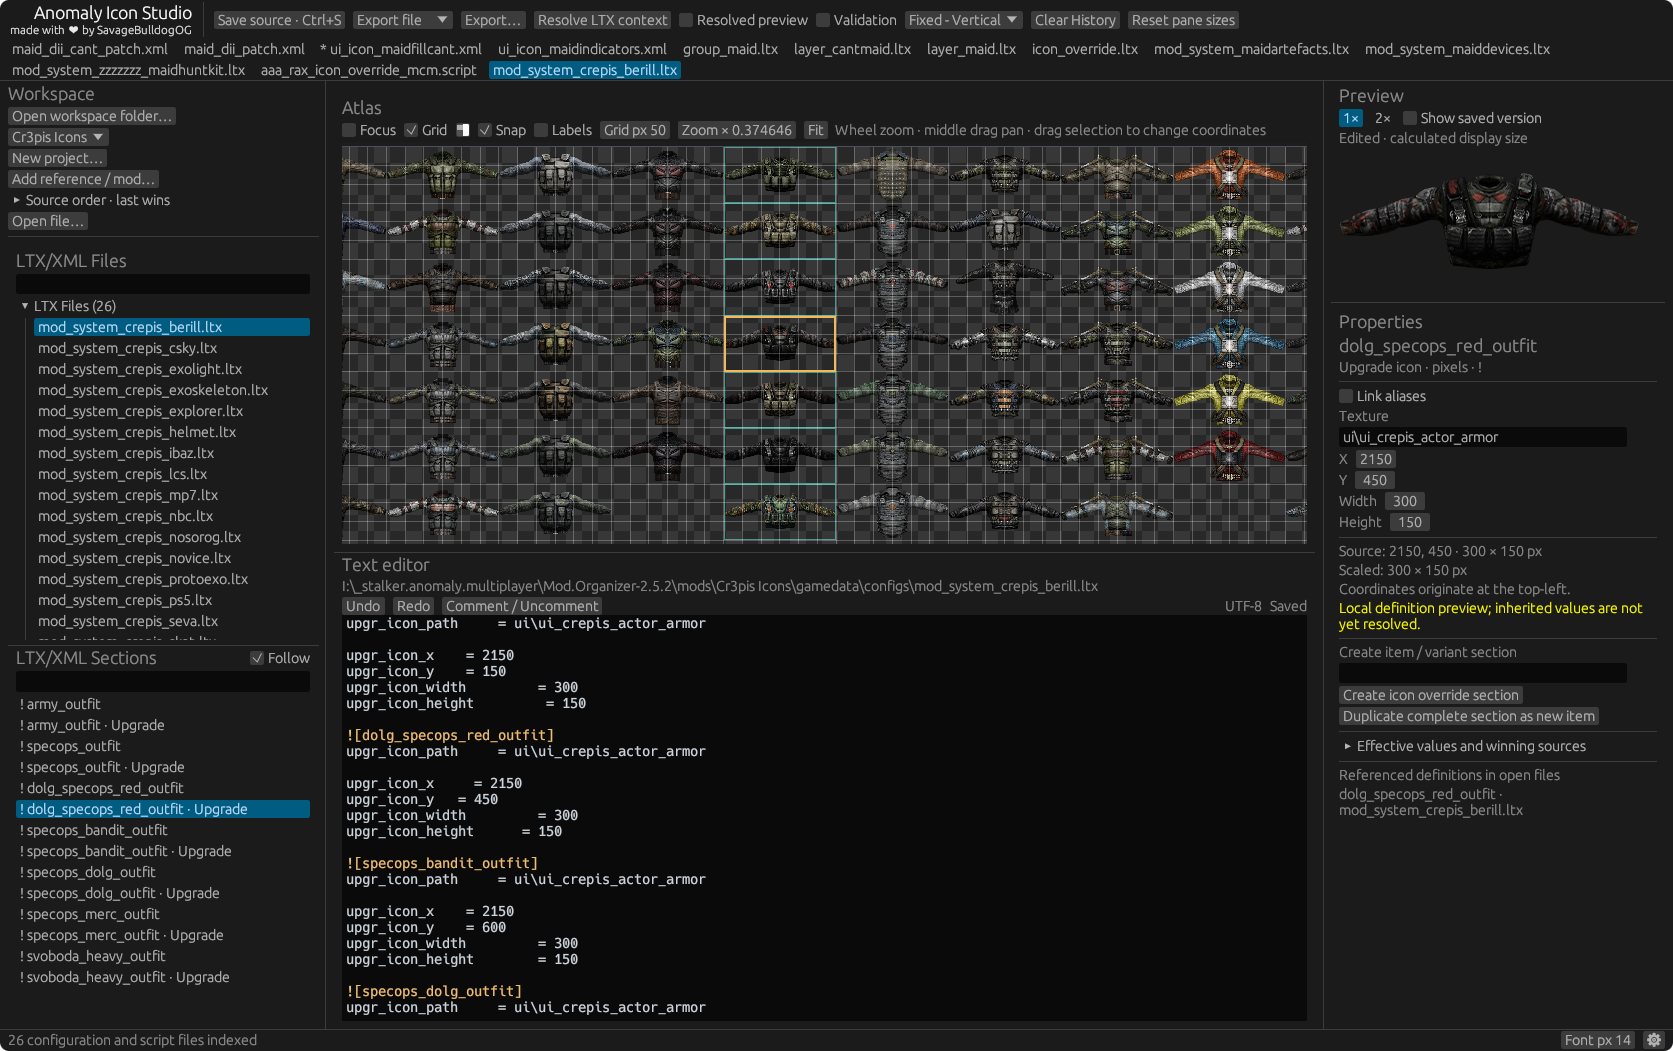 Anomaly Icon Studio
made with ❤ by SavageBulldogOG
Save source · Ctrl+S Export file ▼ Export... Resolve LTX context Resolved preview Validation Fixed - Vertical ▼ Clear History Reset pane sizes
maid_dii_cant_patch.xml maid_dii_patch.xml * ui_icon_maidfillcant.xml ui_icon_maidindicators.xml group_maid.ltx layer_cantmaid.ltx layer_maid.ltx icon_override.ltx mod_system_maidartefacts.ltx mod_system_maiddevices.ltx
mod_system_zzzzzzz_maidhuntkit.ltx aaa_rax_icon_override_mcm.script mod_system_crepis_berill.ltx
Workspace
Open workspace folder...
Cr3pis Icons ▼
New project...
Add reference / mod...
▸ Source order · last wins
Open file...
LTX/XML Files
▾ LTX Files (26)
mod_system_crepis_berill.ltx
mod_system_crepis_csky.ltx
mod_system_crepis_exolight.ltx
mod_system_crepis_exoskeleton.ltx
mod_system_crepis_explorer.ltx
mod_system_crepis_helmet.ltx
mod_system_crepis_ibaz.ltx
mod_system_crepis_lcs.ltx
mod_system_crepis_mp7.ltx
mod_system_crepis_nbc.ltx
mod_system_crepis_nosorog.ltx
mod_system_crepis_novice.ltx
mod_system_crepis_protoexo.ltx
mod_system_crepis_ps5.ltx
mod_system_crepis_seva.ltx
LTX/XML Sections
Follow
! army_outfit
! army_outfit · Upgrade
! specops_outfit
! specops_outfit · Upgrade
! dolg_specops_red_outfit
! dolg_specops_red_outfit · Upgrade
! specops_bandit_outfit
! specops_bandit_outfit · Upgrade
! specops_dolg_outfit
! specops_dolg_outfit · Upgrade
! specops_merc_outfit
! specops_merc_outfit · Upgrade
! svoboda_heavy_outfit
! svoboda_heavy_outfit · Upgrade
Atlas
Focus Grid Snap Labels Grid px 50 Zoom × 0.374646 Fit Wheel zoom · middle drag pan · drag selection to change coordinates
Text editor
I:\_stalker.anomaly.multiplayer\Mod.Organizer-2.5.2\mods\Cr3pis Icons\gamedata\configs\mod_system_crepis_berill.ltx
Undo Redo Comment / Uncomment UTF-8 Saved
upgr_icon_path = ui\ui_crepis_actor_armor
upgr_icon_x = 2150
upgr_icon_y = 150
upgr_icon_width = 300
upgr_icon_height = 150
![dolg_specops_red_outfit]
upgr_icon_path = ui\ui_crepis_actor_armor
upgr_icon_x = 2150
upgr_icon_y = 450
upgr_icon_width = 300
upgr_icon_height = 150
![specops_bandit_outfit]
upgr_icon_path = ui\ui_crepis_actor_armor
upgr_icon_x = 2150
upgr_icon_y = 600
upgr_icon_width = 300
upgr_icon_height = 150
![specops_dolg_outfit]
upgr_icon_path = ui\ui_crepis_actor_armor
Preview
1× 2× Show saved version
Edited · calculated display size
Properties
dolg_specops_red_outfit
Upgrade icon · pixels · !
Link aliases
Texture
ui\ui_crepis_actor_armor
X 2150
Y 450
Width 300
Height 150
Source: 2150, 450 · 300 × 150 px
Scaled: 300 × 150 px
Coordinates originate at the top-left.
Local definition preview; inherited values are not
yet resolved.
Create item / variant section
Create icon override section
Duplicate complete section as new item
▸ Effective values and winning sources
Referenced definitions in open files
dolg_specops_red_outfit ·
mod_system_crepis_berill.ltx
26 configuration and script files indexed
Font px 14